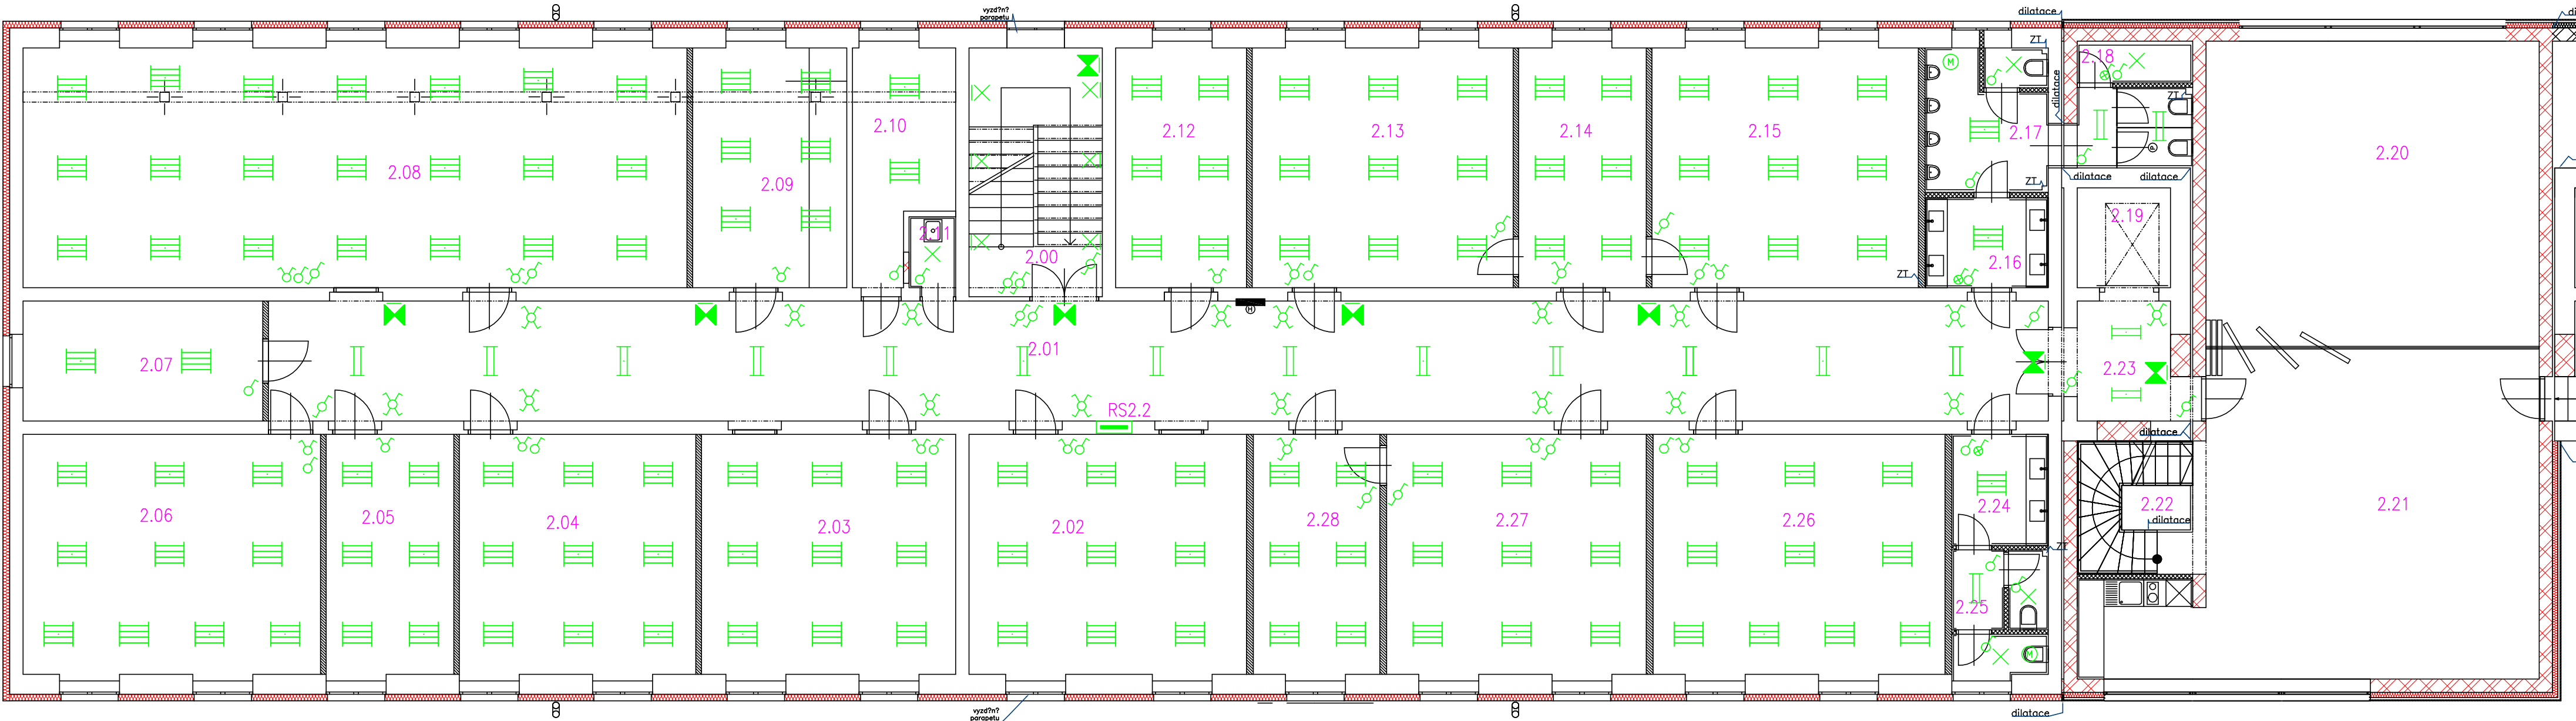 vyzd?n?
parapetu
dilatace
ZT
2.18
ZT
dilatace
2.10
2.12
2.13
2.14
2.15
M
2.17
P
2.20
2.08
2.09
ZT
dilatace
dilatace
2.11
2.00
2.19
2.16
ZT
M
2.01
2.07
2.23
RS2.2
dilatace
2.06
2.05
2.04
2.03
2.02
2.28
2.27
2.26
2.24
2.22
2.21
dilatace
ZT
2.25
M
vyzd?n?
parapetu
dilatace